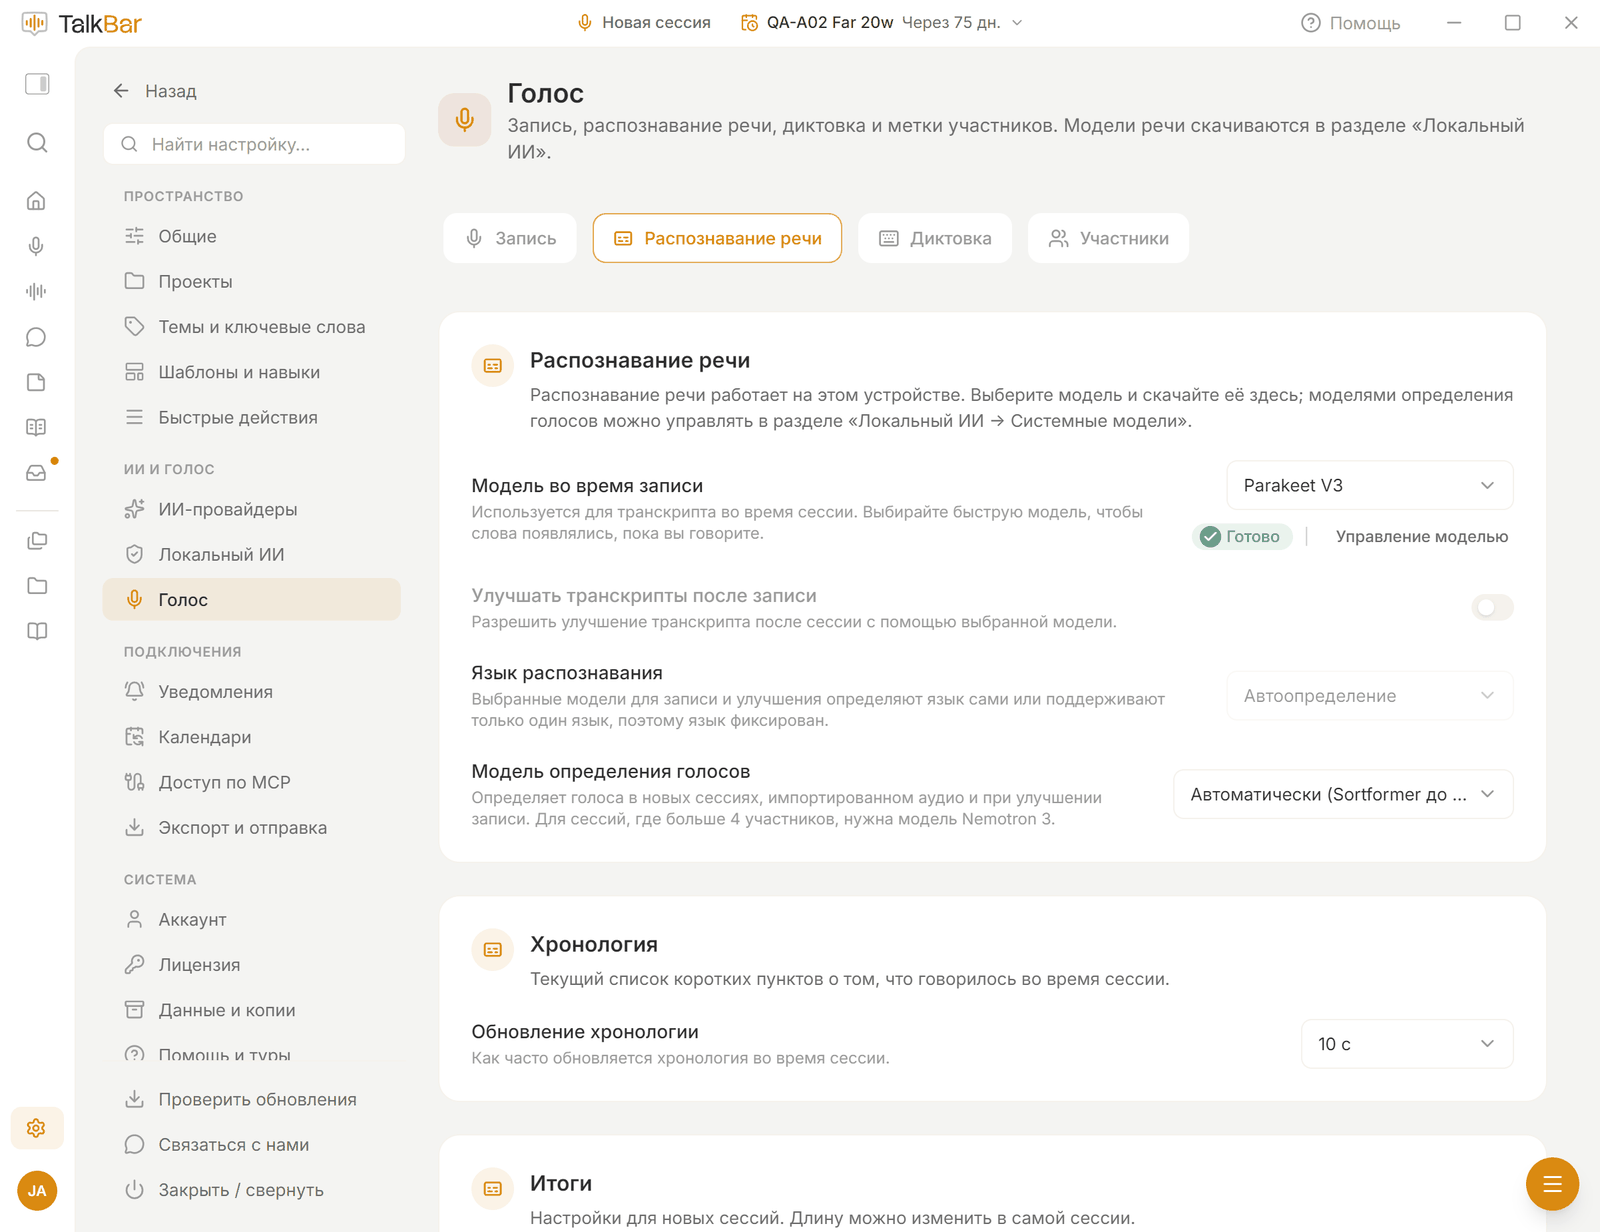 TalkBar
Новая сессия
QA-A02 Far 20w Через 75 дн.
Помощь
Назад
Найти настройку...
ПРОСТРАНСТВО
Общие
Проекты
Темы и ключевые слова
Шаблоны и навыки
Быстрые действия
ИИ И ГОЛОС
ИИ-провайдеры
Локальный ИИ
Голос
ПОДКЛЮЧЕНИЯ
Уведомления
Календари
Доступ по MCP
Экспорт и отправка
СИСТЕМА
Аккаунт
Лицензия
Данные и копии
Помощь и туры
Проверить обновления
Связаться с нами
Закрыть / свернуть
JA
Голос
Запись, распознавание речи, диктовка и метки участников. Модели речи скачиваются в разделе «Локальный
ИИ».
Запись
Распознавание речи
Диктовка
Участники
Распознавание речи
Распознавание речи работает на этом устройстве. Выберите модель и скачайте её здесь; моделями определения
голосов можно управлять в разделе «Локальный ИИ → Системные модели».
Модель во время записи
Используется для транскрипта во время сессии. Выбирайте быструю модель, чтобы
слова появлялись, пока вы говорите.
Parakeet V3
Готово
Управление моделью
Улучшать транскрипты после записи
Разрешить улучшение транскрипта после сессии с помощью выбранной модели.
Язык распознавания
Выбранные модели для записи и улучшения определяют язык сами или поддерживают
только один язык, поэтому язык фиксирован.
Автоопределение
Модель определения голосов
Определяет голоса в новых сессиях, импортированном аудио и при улучшении
записи. Для сессий, где больше 4 участников, нужна модель Nemotron 3.
Автоматически (Sortformer до ...
Хронология
Текущий список коротких пунктов о том, что говорилось во время сессии.
Обновление хронологии
Как часто обновляется хронология во время сессии.
10 с
Итоги
Настройки для новых сессий. Длину можно изменить в самой сессии.